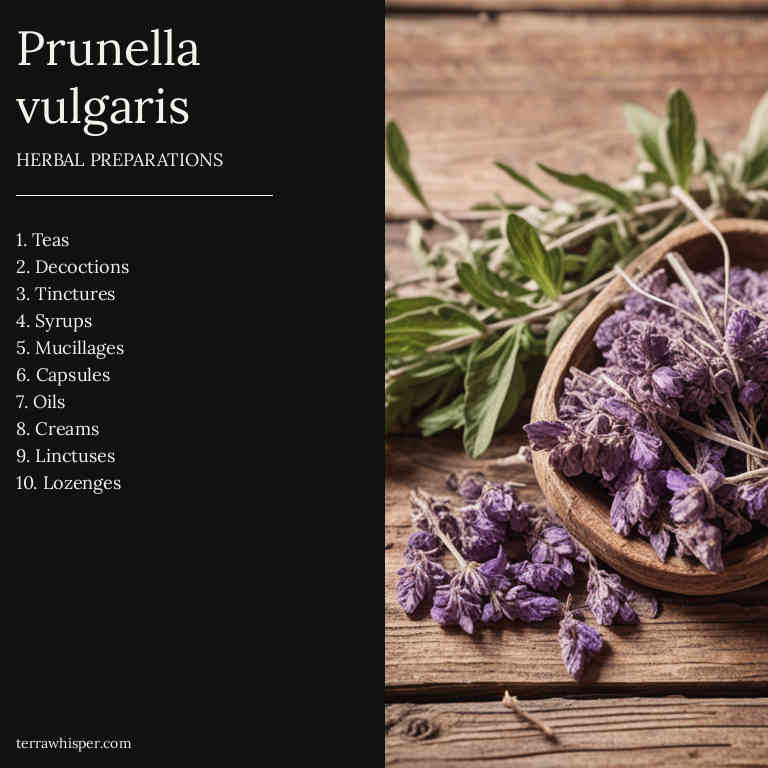 Prunella
vulgaris
HERBAL PREPARATIONS
1. Teas
2. Decoctions
3. Tinctures
4. Syrups
5. Mucillages
6. Capsules
7. Oils
8. Creams
9. Linctuses
10. Lozenges
terrawhisper.com